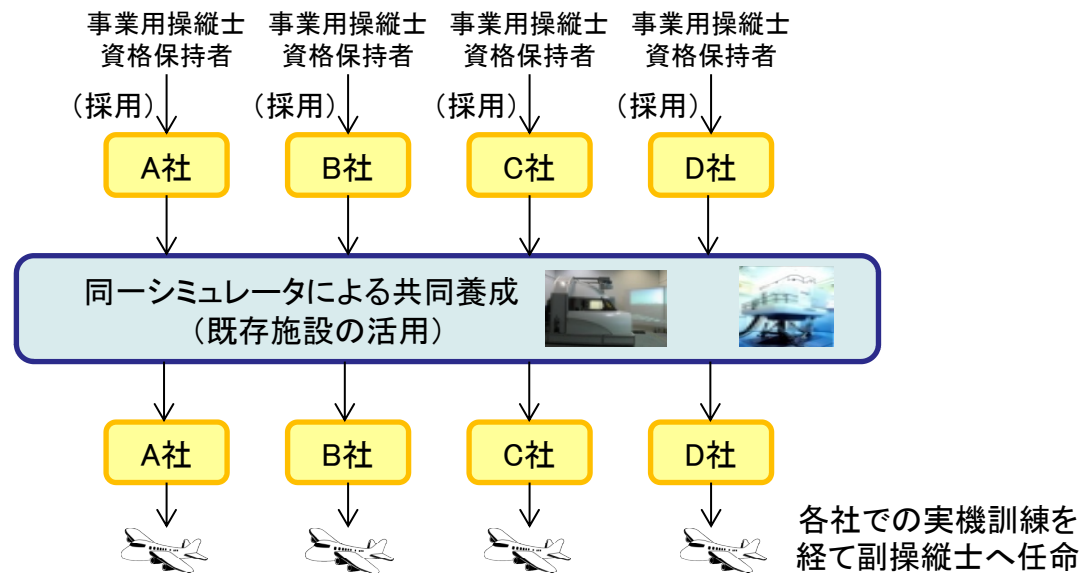 事業用操縦士 事業用操縦士 事業用操縦士 事業用操縦士
資格保持者 資格保持者 資格保持者 資格保持者
（採用） （採用） （採用） （採用）
A社 B社 C社 D社
同一シミュレータによる共同養成
（既存施設の活用）
A社 B社 C社 D社
各社での実機訓練を
経て副操縦士へ任命